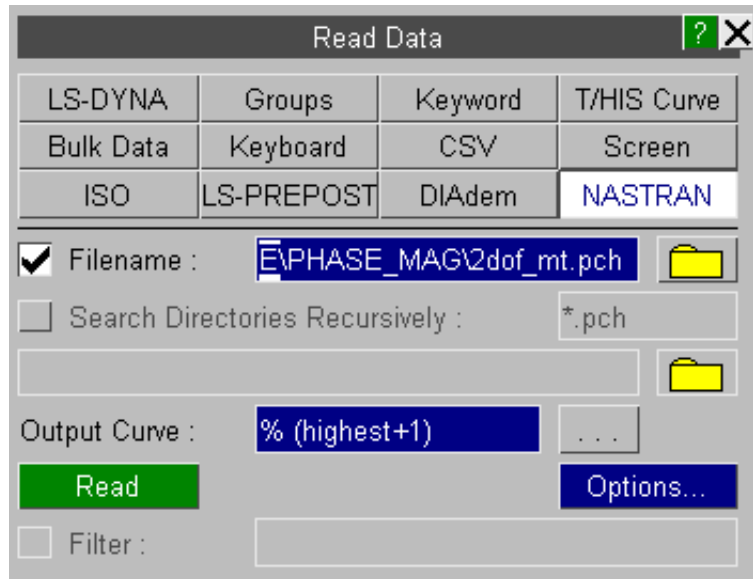 Read Data ?
LS-DYNA Groups Keyword T/HIS Curve
Bulk Data Keyboard CSV Screen
ISO LS-PREPOST DIAdem NASTRAN
Filename : E\PHASE_MAG\2dof_mt.pch
Search Directories Recursively : *.pch
Output Curve : % (highest+1) ...
Read Options...
Filter :